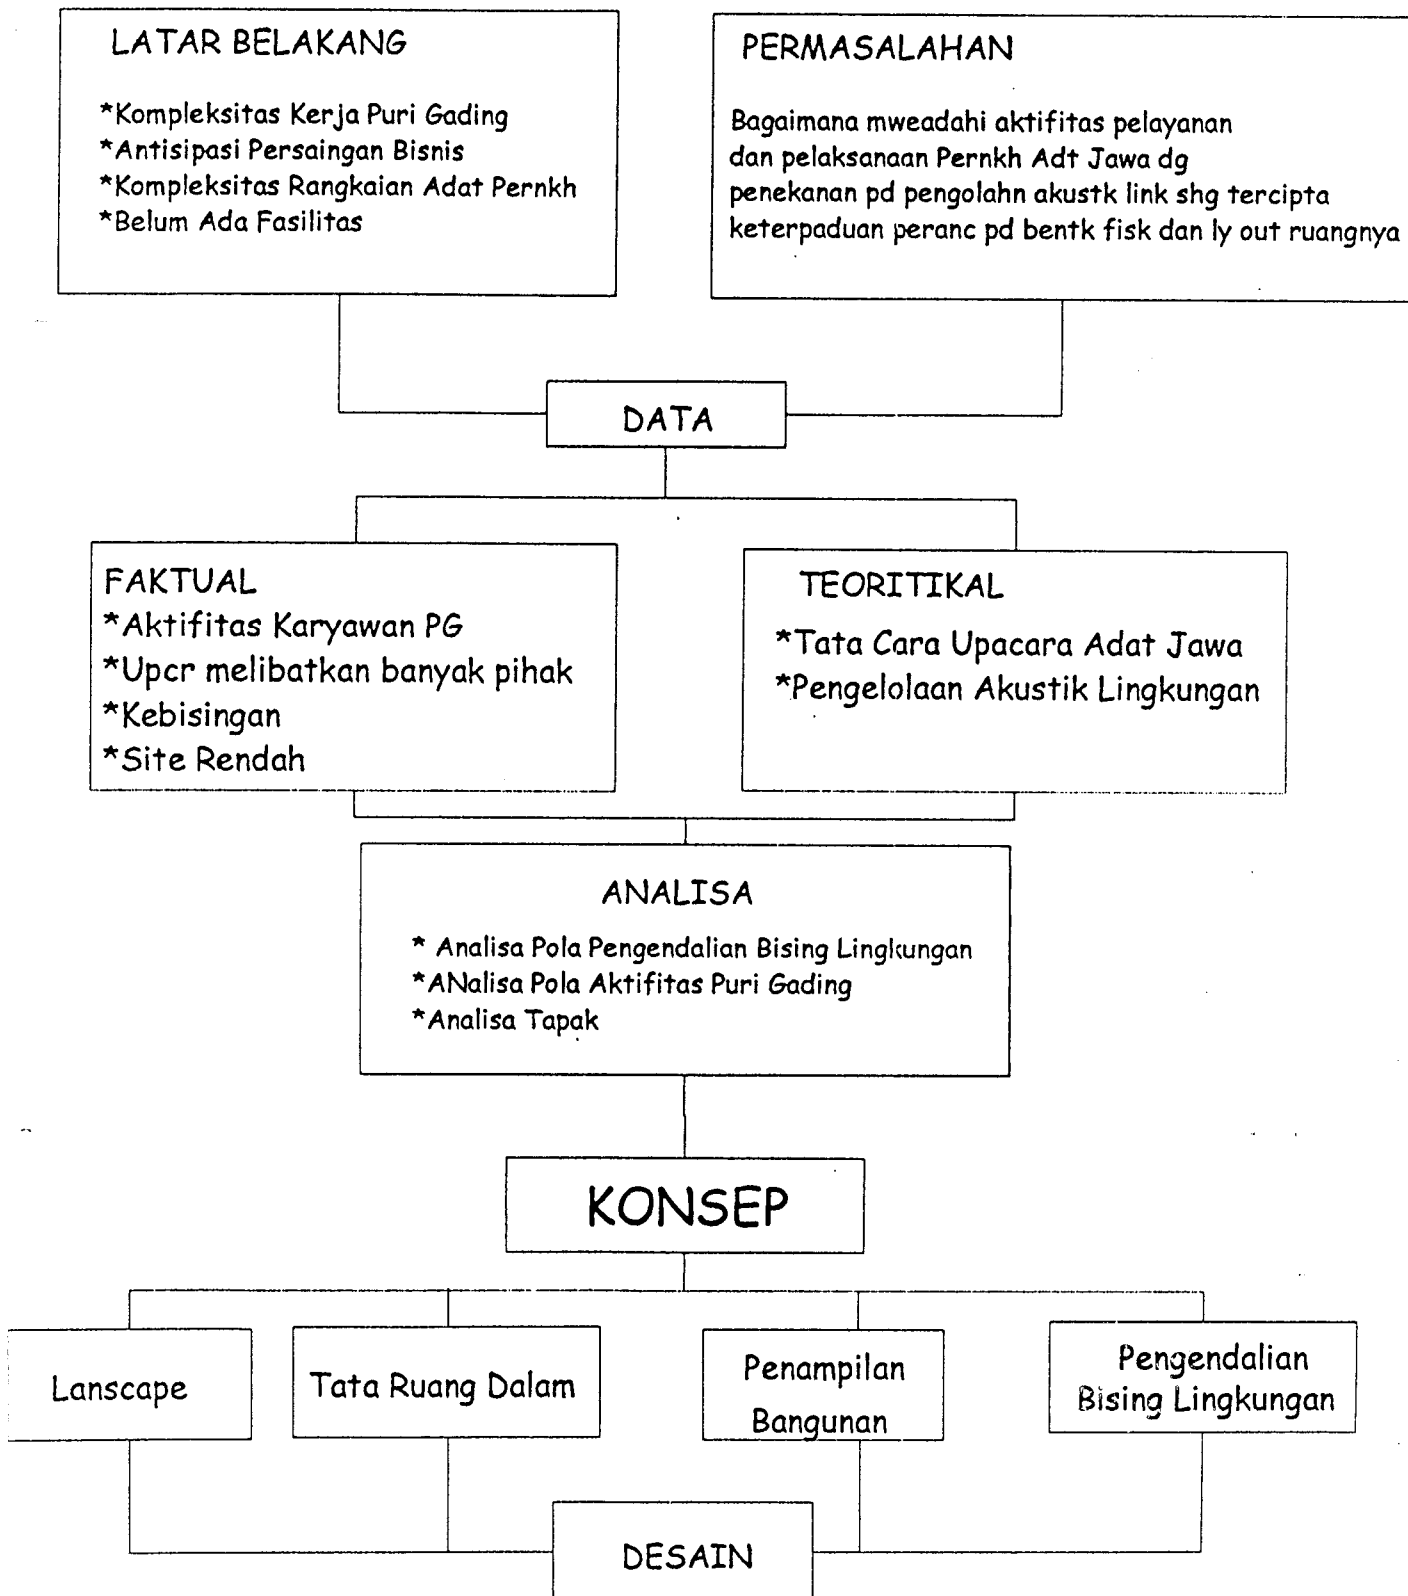 LATAR BELAKANG
*Kompleksitas Kerja Puri Gading
*Antisipasi Persaingan Bisnis
*Kompleksitas Rangkaian Adat Pernkh
*Belum Ada Fasilitas
PERMASALAHAN
Bagaimana mweadahi aktifitas pelayanan
dan pelaksanaan Pernkh Adt Jawa dg
penekanan pd pengolahn akustk link shg tercipta
keterpaduan peranc pd bentk fisk dan ly out ruangnya
DATA
FAKTUAL
*Aktifitas Karyawan PG
*Upcr melibatkan banyak pihak
*Kebisingan
*Site Rendah
TEORITIKAL
*Tata Cara Upacara Adat Jawa
*Pengelolaan Akustik Lingkungan
ANALISA
* Analisa Pola Pengendalian Bising Lingkungan
*ANalisa Pola Aktifitas Puri Gading
*Analisa Tapak
KONSEP
Lanscape
Tata Ruang Dalam
Penampilan
Bangunan
Pengendalian
Bising Lingkungan
DESAIN